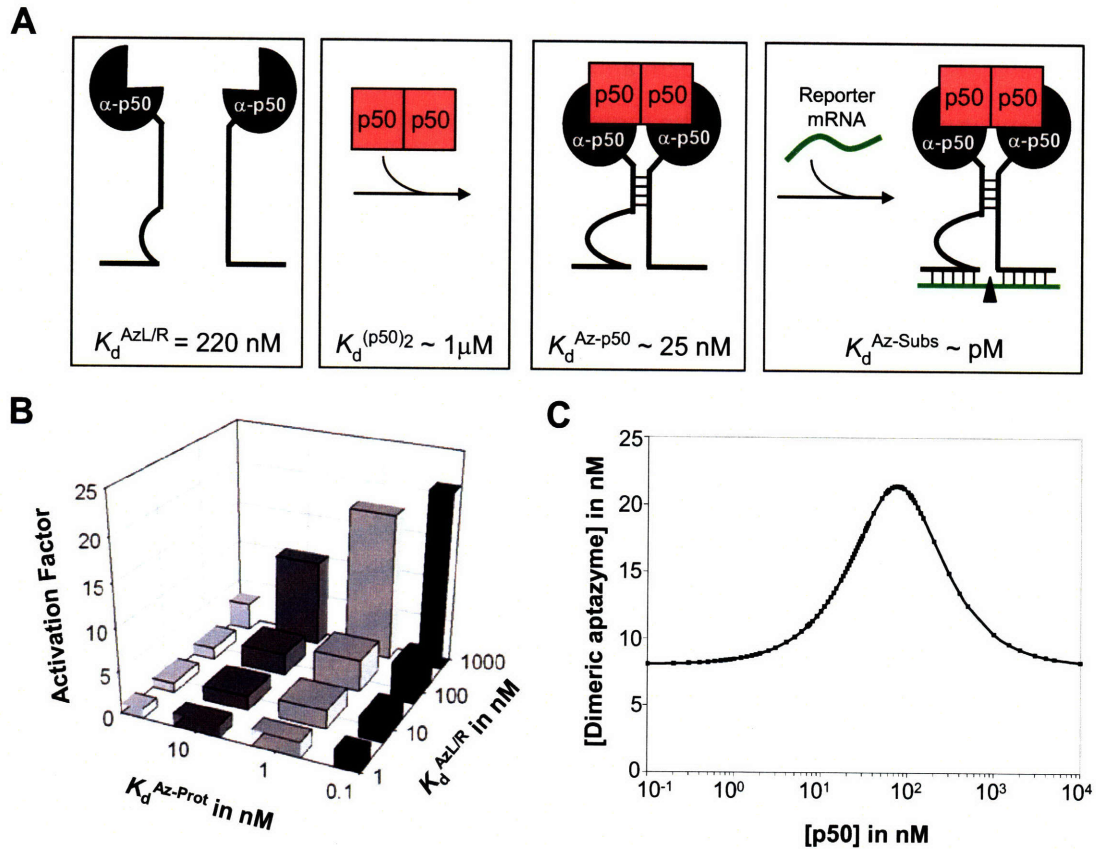 A
α-p50 α-p50
K_d^AzL/R = 220 nM
p50 p50
K_d^(p50)2 ~ 1μM
p50 p50
α-p50 α-p50
K_d^Az-p50 ~ 25 nM
Reporter
mRNA
p50 p50
α-p50 α-p50
K_d^Az-Subs ~ pM
B
Activation Factor
25
20
15
10
5
0
10
1
0.1
K_d^Az-Prot in nM
1000
100
10
1
K_d^AzL/R in nM
C
[Dimeric aptazyme] in nM
25
20
15
10
5
0
10^-1 10^0 10^1 10^2 10^3 10^4
[p50] in nM